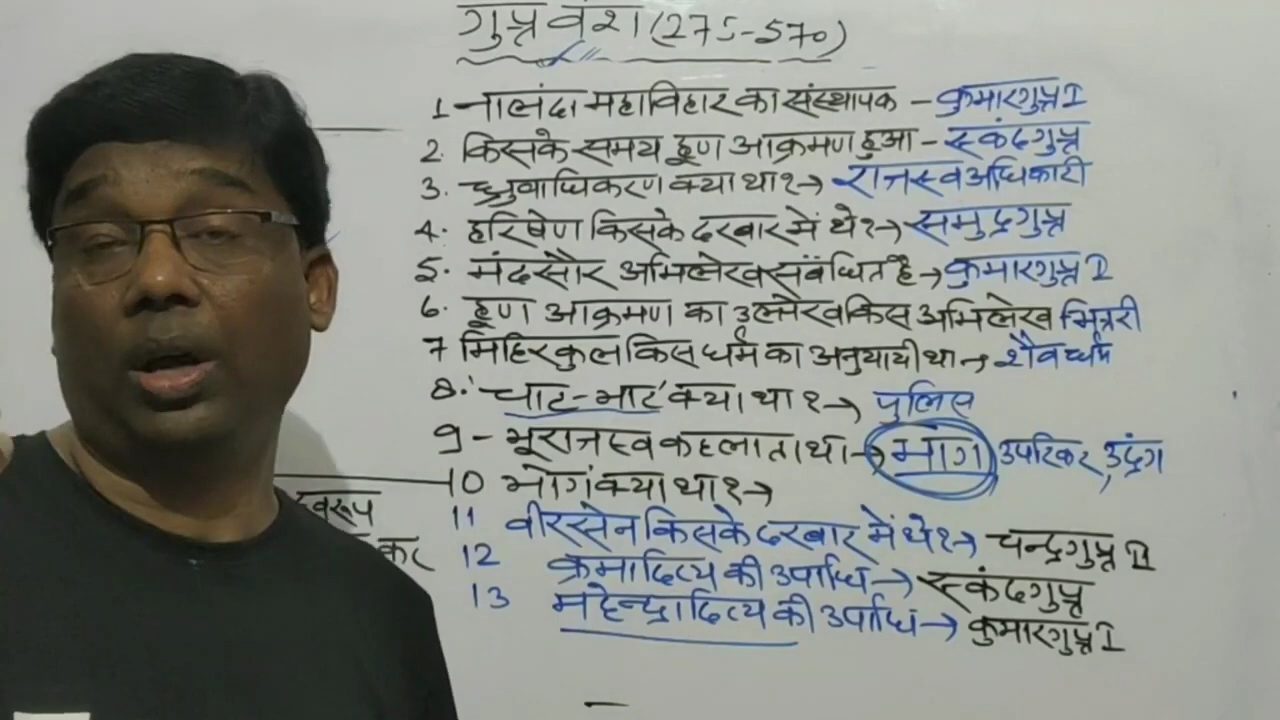 गुप्त वंश (275-570)
1- नालंदा महाविहार का संस्थापक - कुमारगुप्त I
2. किसके समय हूण आक्रमण हुआ - स्कंदगुप्त
3. ध्रुवाधिकरण क्या था? → राजस्व अधिकारी
4. हरिषेण किसके दरबार में थे? → समुद्रगुप्त
5. मंदसौर अभिलेख संबंधित है → कुमारगुप्त I
6. हूण आक्रमण का उल्लेख किस अभिलेख भितरी
7 मिहिरकुल किस धर्म का अनुयायी था → शैव धर्म
8. 'चाट-भाट' क्या था? → पुलिस
9 - भूराजस्व कहलाता था → भाग उपरिकर, उद्रंग
10 भोग क्या था? →
स्वरूप
11 वीरसेन किसके दरबार में थे? → चन्द्रगुप्त II
कर
12 क्रमादित्य की उपाधि → स्कंदगुप्त
13 महेन्द्रादित्य की उपाधि → कुमारगुप्त I